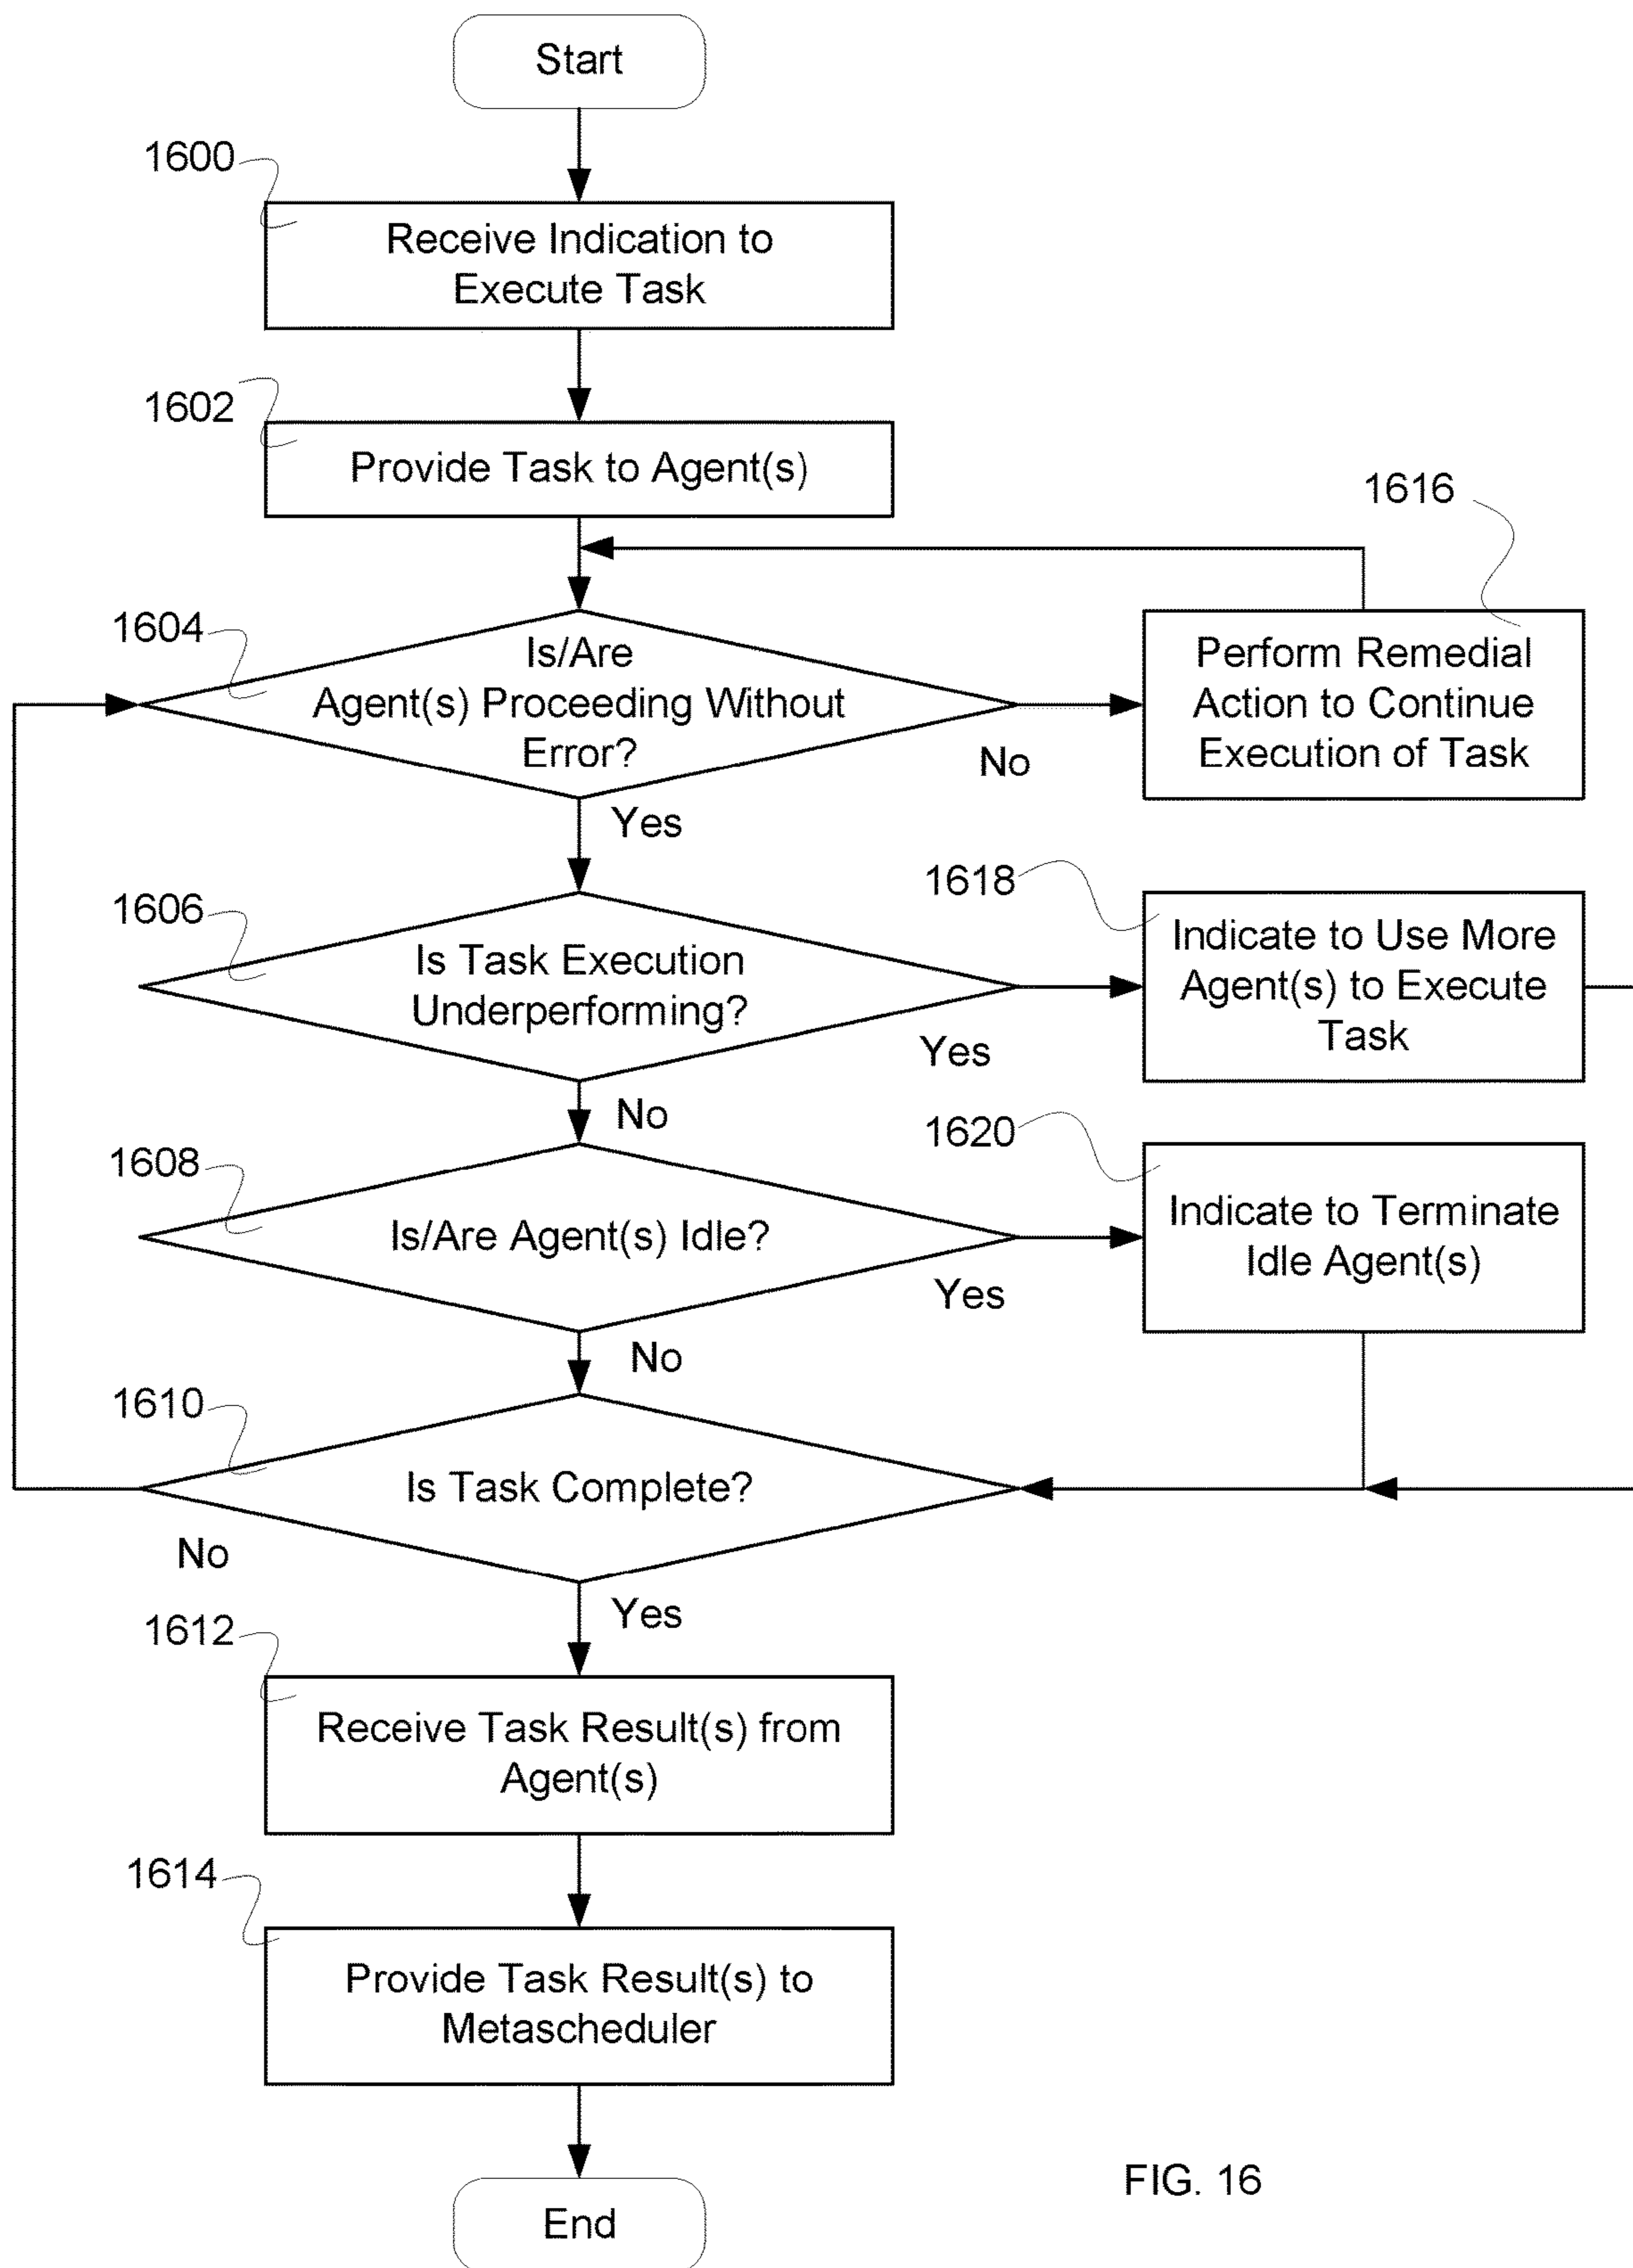 Start
1600
Receive Indication to
Execute Task
1602
Provide Task to Agent(s)
1616
1604
Is/Are
Agent(s) Proceeding Without
Error?
No
Perform Remedial
Action to Continue
Execution of Task
Yes
1606
Is Task Execution
Underperforming?
Yes
1618
Indicate to Use More
Agent(s) to Execute
Task
No
1608
Is/Are Agent(s) Idle?
Yes
1620
Indicate to Terminate
Idle Agent(s)
No
1610
Is Task Complete?
No
Yes
1612
Receive Task Result(s) from
Agent(s)
1614
Provide Task Result(s) to
Metascheduler
End
FIG. 16